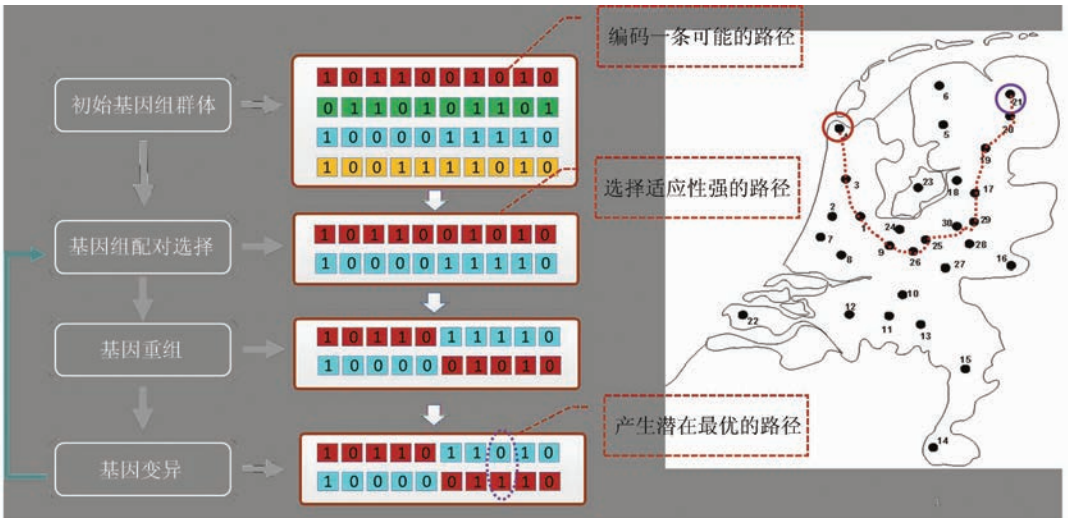 初始基因组群体
基因组配对选择
基因重组
基因变异
1 0 1 1 0 0 1 0 1 0
0 1 1 0 1 0 1 1 0 1
1 0 0 0 0 1 1 1 1 0
1 0 0 1 1 1 1 0 1 0
1 0 1 1 0 0 1 0 1 0
1 0 0 0 0 1 1 1 1 0
1 0 1 1 0 1 1 1 1 0
1 0 0 0 0 0 1 0 1 0
1 0 1 1 0 1 1 0 1 0
1 0 0 0 0 0 1 1 1 0
编码一条可能的路径
选择适应性强的路径
产生潜在最优的路径
6
21
20
5
4
19
3
23
18
17
2
1
24
30
29
7
9
25
28
8
26
27
16
10
22
12
11
13
15
14